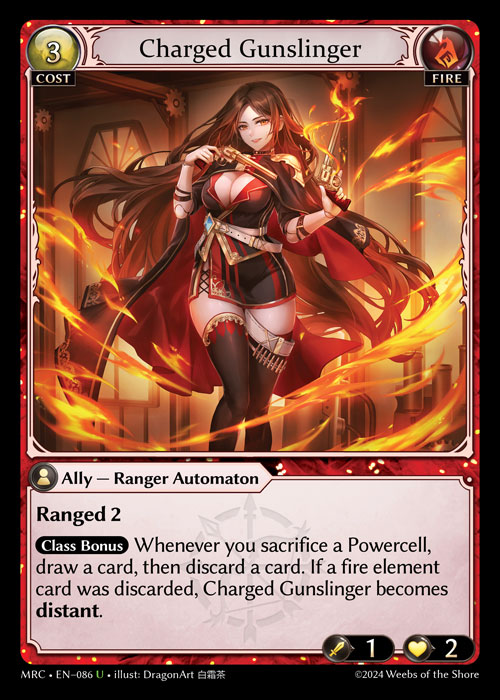 3
COST
Charged Gunslinger
FIRE
Ally — Ranger Automaton
Ranged 2
Class Bonus Whenever you sacrifice a Powercell,
draw a card, then discard a card. If a fire element
card was discarded, Charged Gunslinger becomes
distant.
1
2
MRC • EN–086 U • illust: DragonArt 白霜茶
©2024 Weebs of the Shore